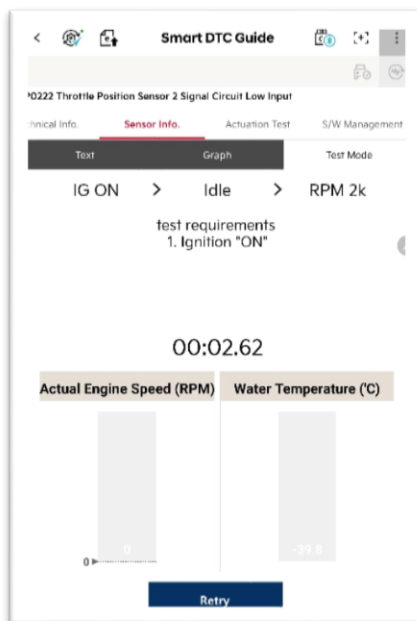 Smart DTC Guide
P0222 Throttle Position Sensor 2 Signal Circuit Low Input
hnical Info. Sensor Info. Actuation Test S/W Management
Text Graph Test Mode
IG ON > Idle > RPM 2k
test requirements
1. Ignition "ON"
00:02.62
Actual Engine Speed (RPM) Water Temperature ('C)
0 -39.8
0
Retry